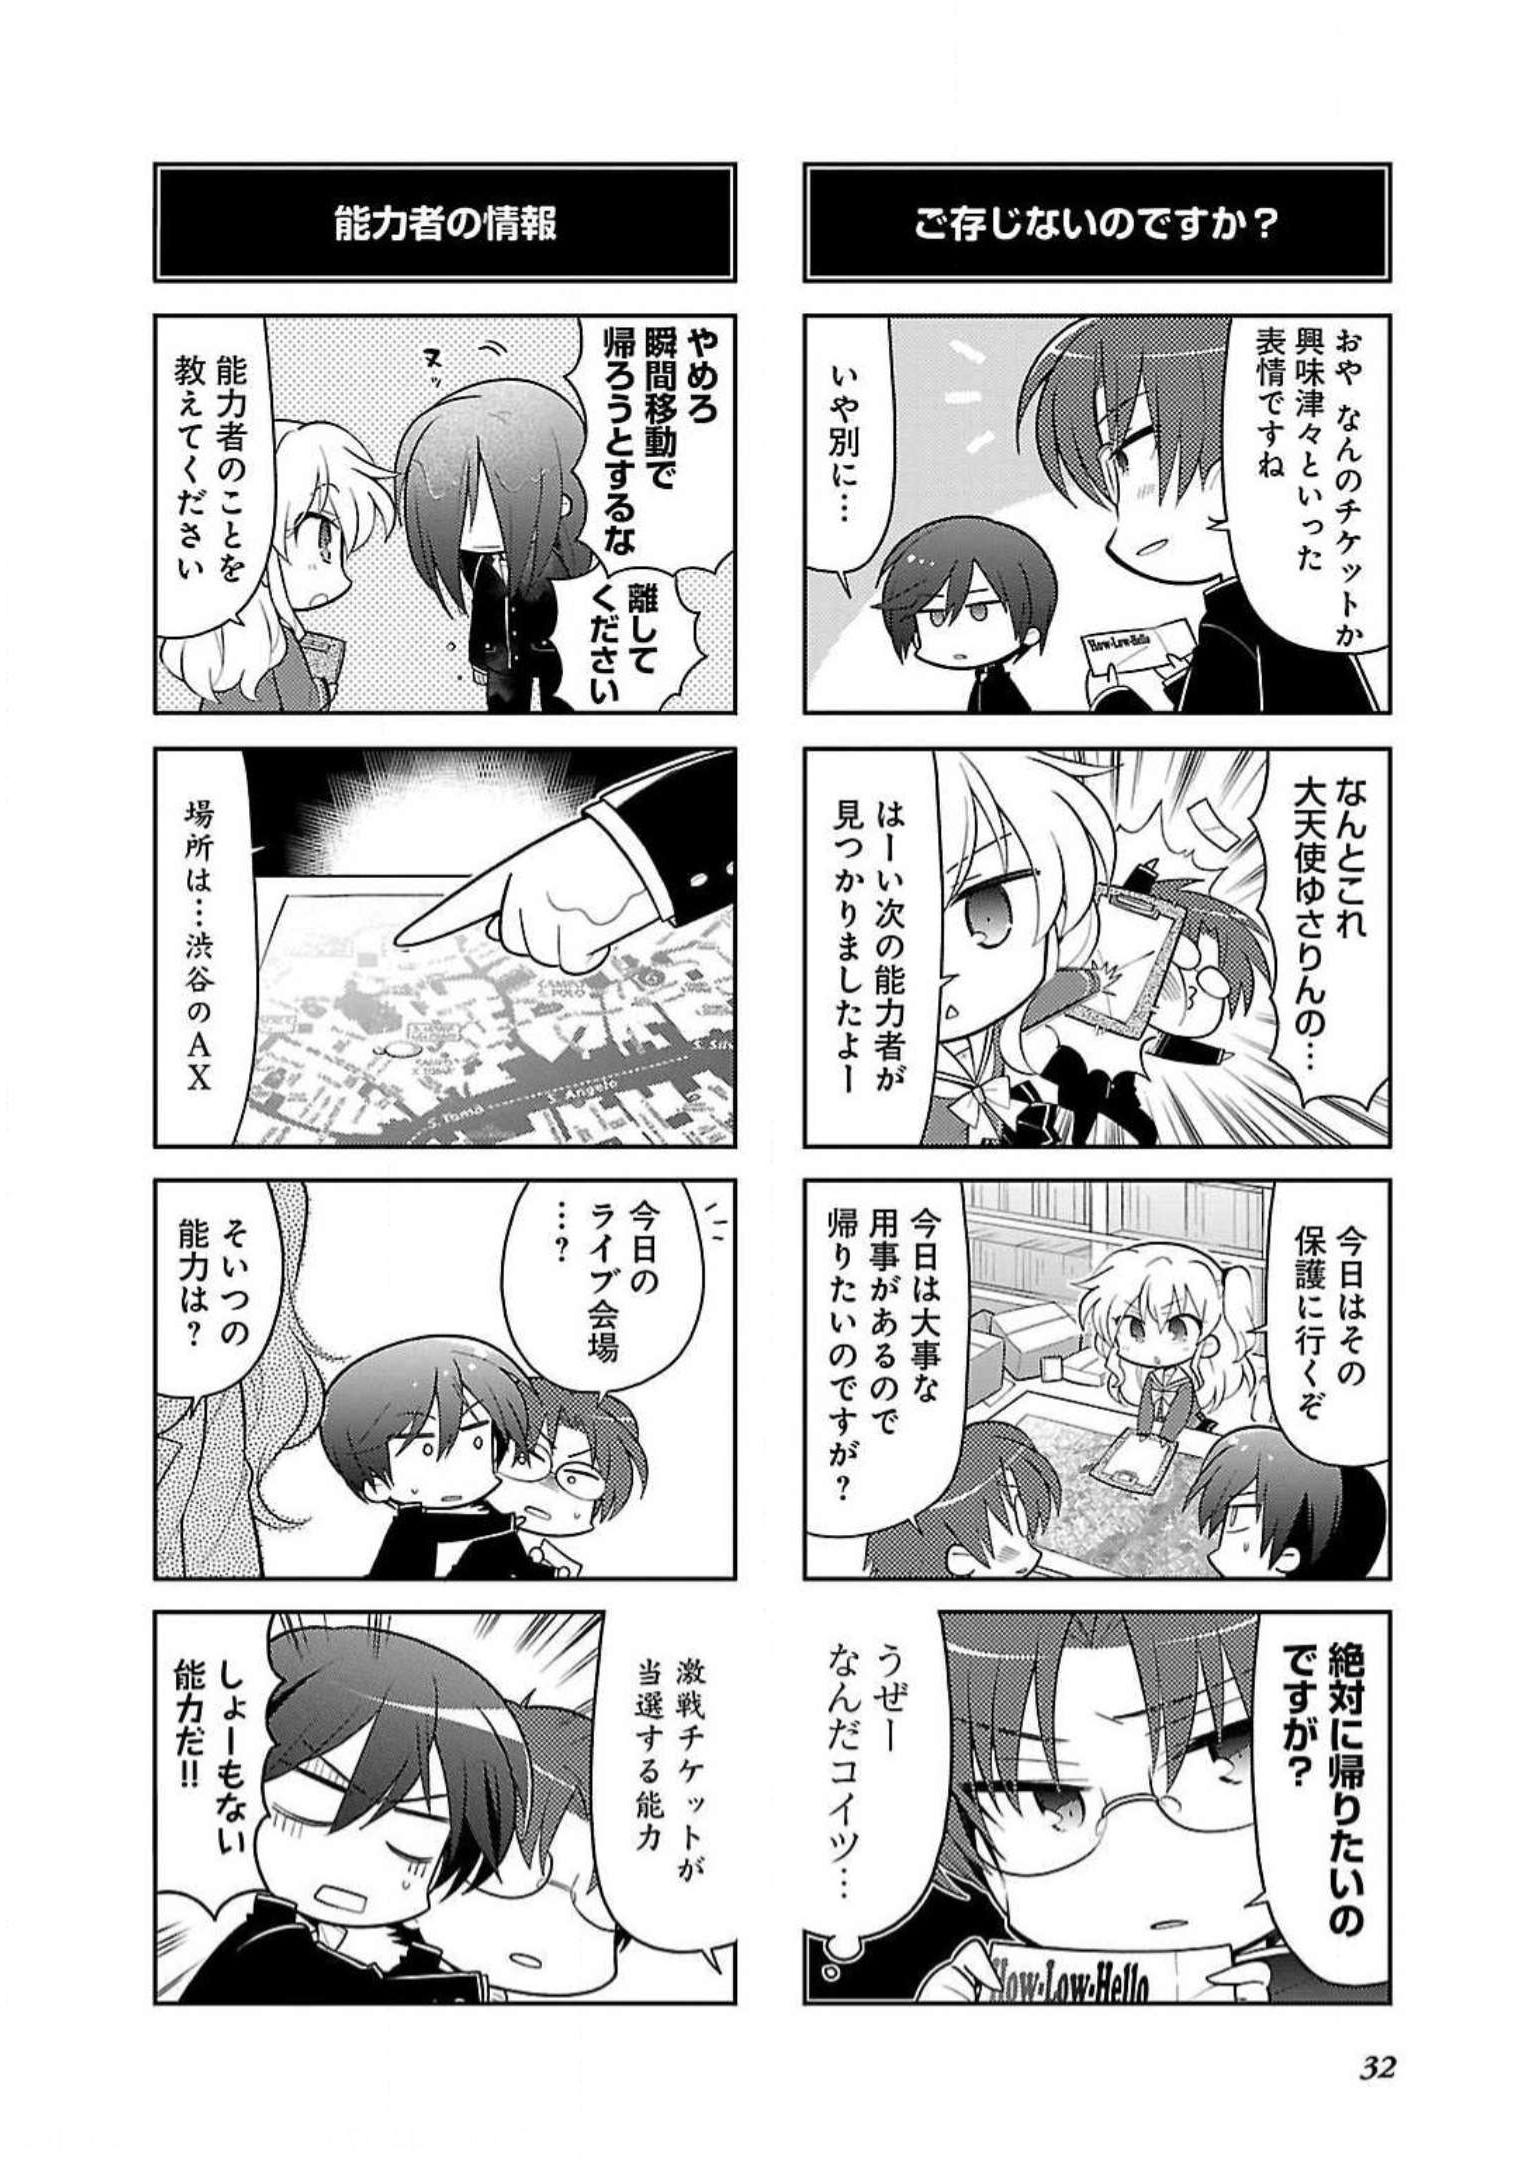 ご存じないのですか？
おや なんのチケットか
興味津々といった
表情ですね
How-Low-Hello
いや別に…
なんとこれ
大天使ゆさりんの…
はーい次の能力者が
見つかりましたよー
今日はその
保護に行くぞ
今日は大事な
用事があるので
帰りたいのですが？
絶対に帰りたいの
ですが？
うぜー
なんだコイツ…
How-Low-Hello
能力者の情報
やめろ
瞬間移動で
帰ろうとするな
離して
ください
ヌッ
能力者のことを
教えてください
場所は…渋谷のAX
S. Toma
S. Angelo
S. Silv
今日の
ライブ会場
…？
そいつの
能力は？
激戦チケットが
当選する能力
しょーもない
能力だ!!
32